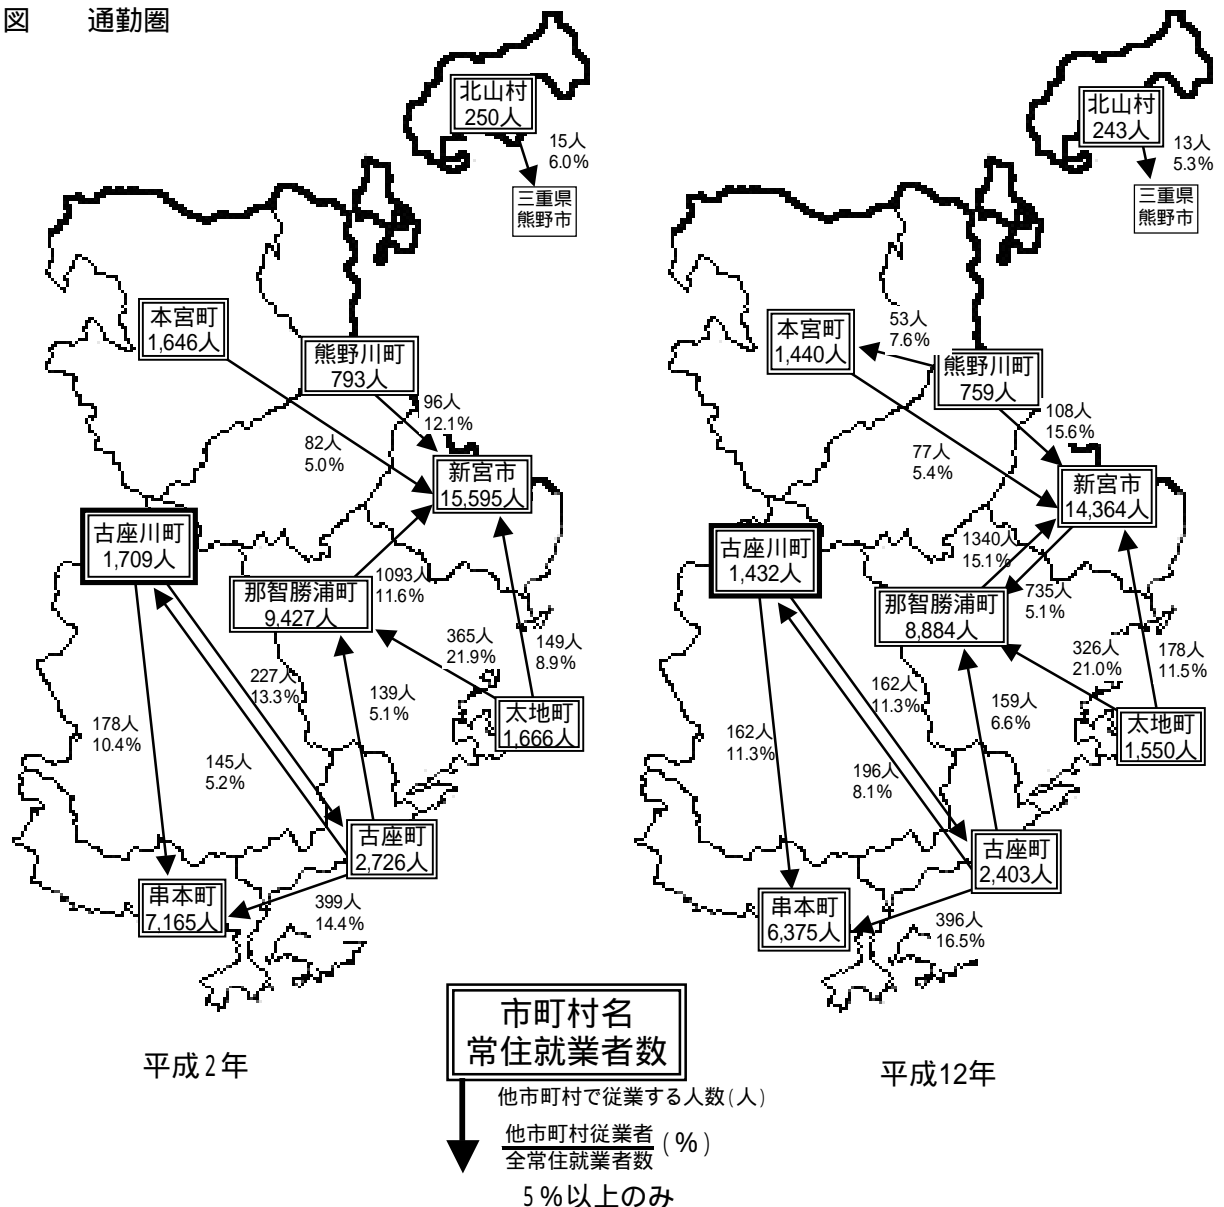 図 通勤圏
北山村
250人
15人
6.0%
三重県
熊野市
本宮町
1,646人
熊野川町
793人
96人
12.1%
82人
5.0%
新宮市
15,595人
古座川町
1,709人
1093人
11.6%
那智勝浦町
9,427人
365人
21.9%
149人
8.9%
227人
13.3%
139人
5.1%
太地町
1,666人
178人
10.4%
145人
5.2%
古座町
2,726人
串本町
7,165人
399人
14.4%
平成2年
北山村
243人
13人
5.3%
三重県
熊野市
本宮町
1,440人
53人
7.6%
熊野川町
759人
108人
15.6%
77人
5.4%
新宮市
14,364人
古座川町
1,432人
1340人
15.1%
735人
5.1%
那智勝浦町
8,884人
326人
21.0%
178人
11.5%
162人
11.3%
159人
6.6%
太地町
1,550人
162人
11.3%
196人
8.1%
古座町
2,403人
串本町
6,375人
396人
16.5%
平成12年
市町村名
常住就業者数
他市町村で従業する人数(人)
他市町村従業者
全常住就業者数
(%)
5%以上のみ